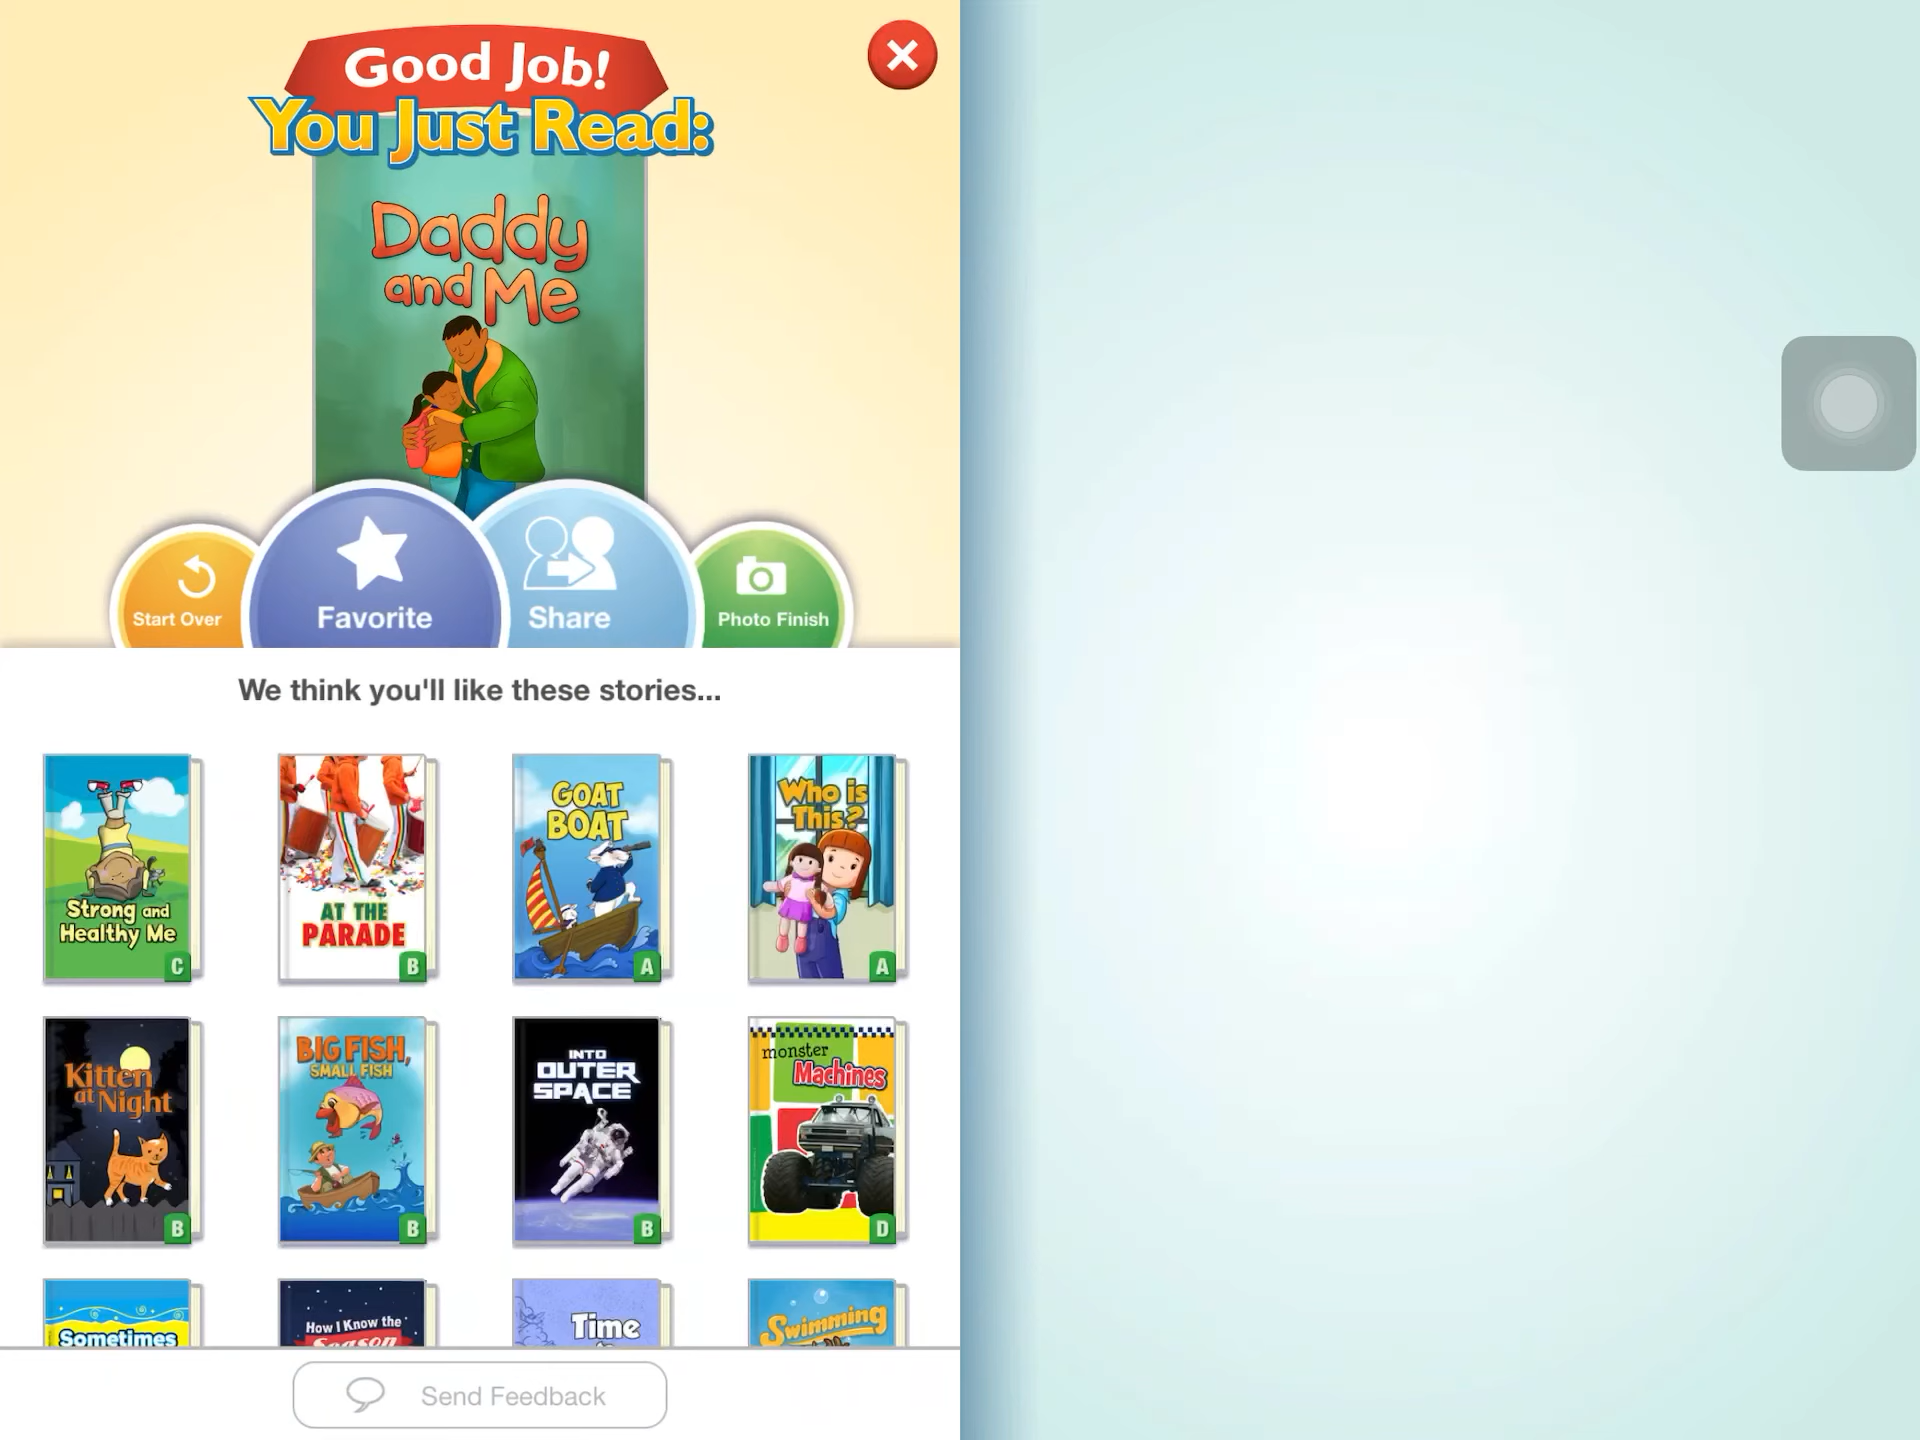 Good Job!
You Just Read:
Daddy
and Me
Start Over
Favorite
Share
Photo Finish
We think you'll like these stories...
Strong and
Healthy Me
C
AT THE
PARADE
B
GOAT
BOAT
A
Who is
This?
A
Kitten
at Night
B
BIG FISH,
SMALL FISH
B
INTO
OUTER
SPACE
B
monster
Machines
D
Sometimes
How I Know the
Season
Time
Swimming
Send Feedback